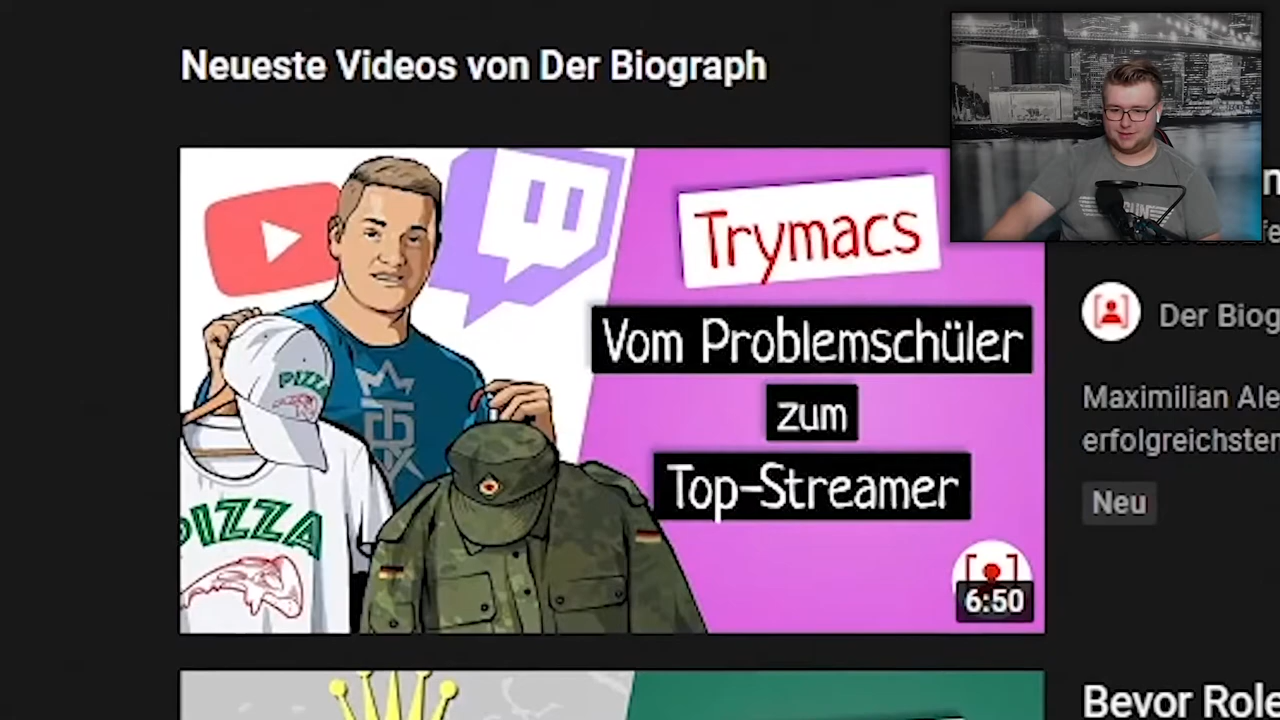 Neueste Videos von Der Biograph
Trymacs
Vom Problemschüler
zum
Top-Streamer
PIZZA
PIZZA
6:50
Der Biog
Maximilian Ale
erfolgreichster
Neu
Bevor Role